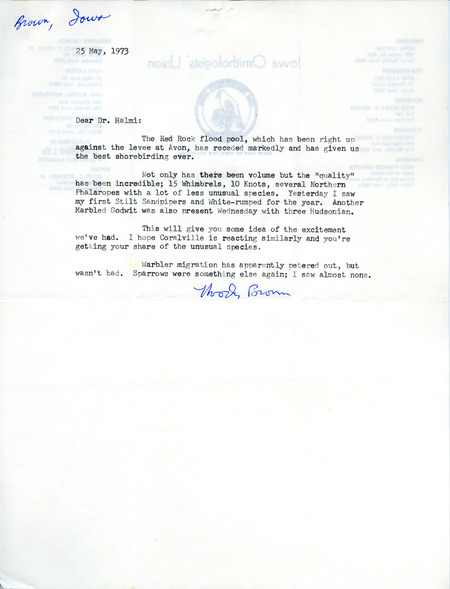 Brown, Iowa
25 May, 1973
Iowa Ornithologists' Union
Dear Dr. Halmi:
The Red Rock flood pool, which has been right up
against the levee at Avon, has receded markedly and has given us
the best shorebirding ever.
Not only has there been volume but the "quality"
has been incredible; 15 Whimbrels, 10 Knots, several Northern
Phalaropes with a lot of less unusual species. Yesterday I saw
my first Stilt Sandpipers and White-rumped for the year. Another
Marbled Godwit was also present Wednesday with three Hudsonian.
This will give you some idea of the excitement
we've had. I hope Coralville is reacting similarly and you're
getting your share of the unusual species.
Warbler migration has apparently petered out, but
wasn't bad. Sparrows were something else again; I saw almost none.
Woody Brown